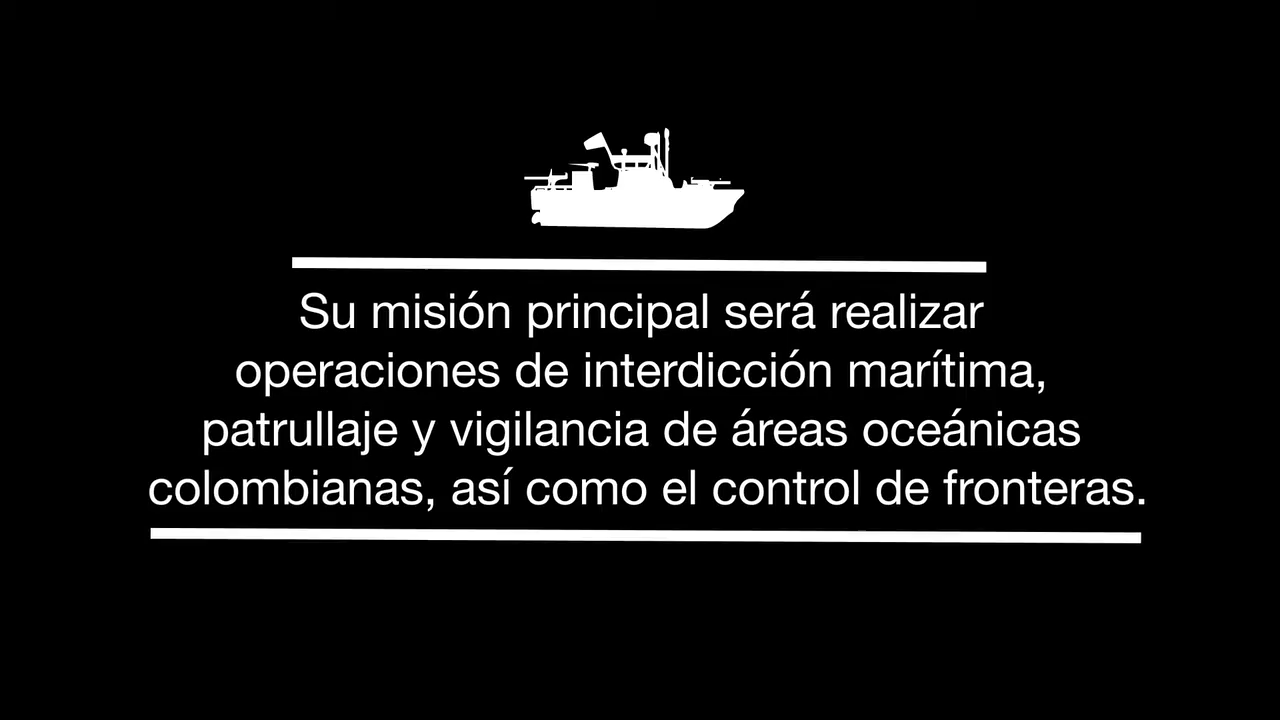 Su misión principal será realizar
operaciones de interdicción marítima,
patrullaje y vigilancia de áreas oceánicas
colombianas, así como el control de fronteras.